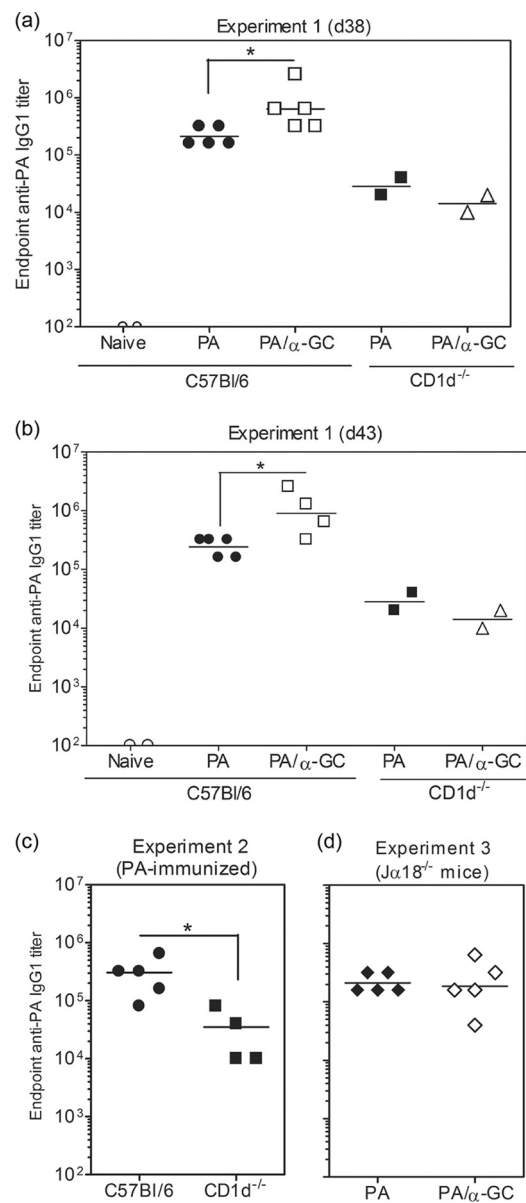 (a)
Experiment 1 (d38)
*
Endpoint anti-PA IgG1 titer
10⁷
10⁶
10⁵
10⁴
10³
10²
Naive PA PA/α-GC PA PA/α-GC
C57Bl/6 CD1d⁻/⁻
(b)
Experiment 1 (d43)
*
Endpoint anti-PA IgG1 titer
10⁷
10⁶
10⁵
10⁴
10³
10²
Naive PA PA/α-GC PA PA/α-GC
C57Bl/6 CD1d⁻/⁻
(c)
Experiment 2
(PA-immunized)
*
Endpoint anti-PA IgG1 titer
10⁷
10⁶
10⁵
10⁴
10³
10²
C57Bl/6 CD1d⁻/⁻
(d)
Experiment 3
(Jα18⁻/⁻ mice)
PA PA/α-GC